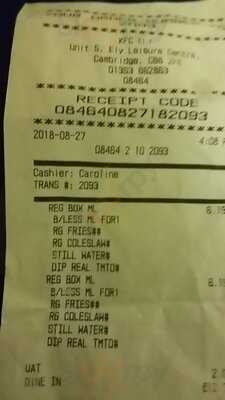 KFC Ely
Unit 5, Ely Leisure Centre,
Cambridge, CB6
01353 662863
08464
RECEIPT CODE
084640827182093
2018-08-27 4:08
08464 2 10 2093
Cashier: Caroline
TRANS #: 2093
REG BOX ML
B/LESS ML FOR1
RG FRIES##
RG COLESLAW#
STILL WATER#
DIP REAL TMTO#
REG BOX ML
B/LESS ML FOR1
RG FRIES##
RG COLESLAW#
STILL WATER#
DIP REAL TMTO#
VAT
DINE IN